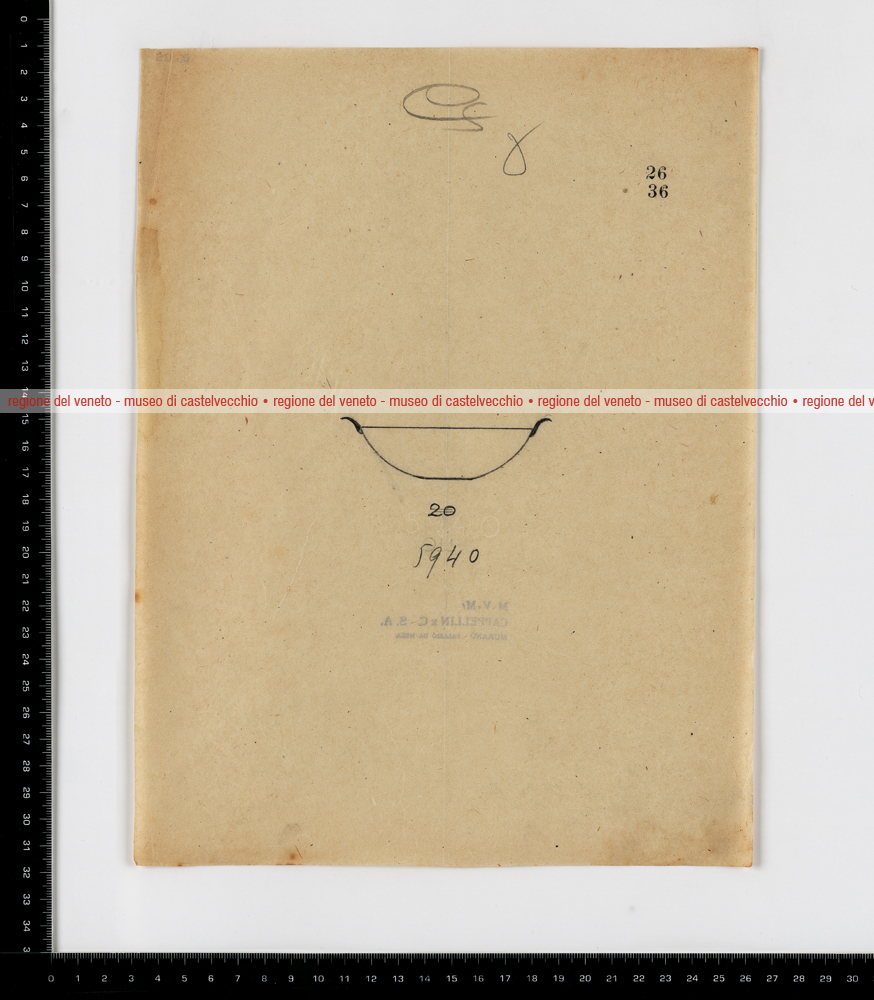 26
36
regione del veneto - museo di castelvecchio • regione del veneto - museo di castelvecchio • regione del veneto - museo di castelvecchio • regione del v
20
5940
M.V.M.
CAPPELLIN e C. - S. A.
0 1 2 3 4 5 6 7 8 9 10 11 12 13 14 15 16 17 18 19 20 21 22 23 24 25 26 27 28 29 30 31 32 33 34 3
0 1 2 3 4 5 6 7 8 9 10 11 12 13 14 15 16 17 18 19 20 21 22 23 24 25 26 27 28 29 30